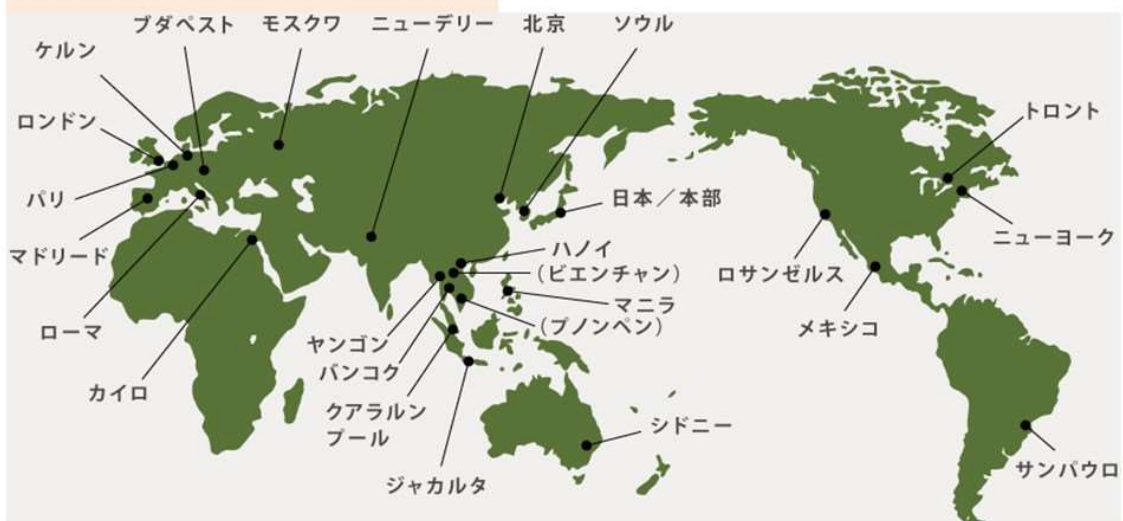 ブダペスト
モスクワ
ニューデリー
北京
ソウル
ケルン
ロンドン
パリ
マドリード
ローマ
カイロ
日本／本部
ハノイ
（ビエンチャン）
マニラ
（プノンペン）
ヤンゴン
バンコク
クアラルン
プール
ジャカルタ
シドニー
トロント
ニューヨーク
ロサンゼルス
メキシコ
サンパウロ